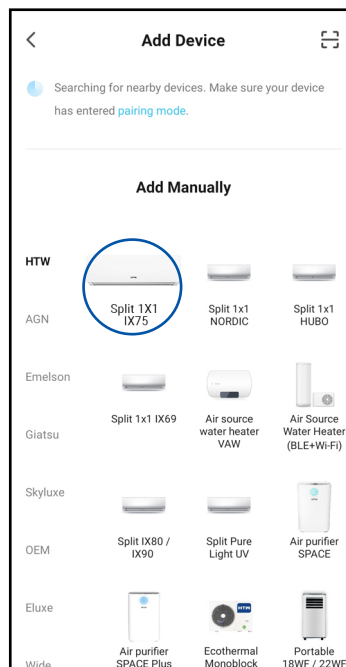 Add Device
Searching for nearby devices. Make sure your device
has entered pairing mode.
Add Manually
HTW
AGN
Emelson
Giatsu
Skyluxe
OEM
Eluxe
Wide
Split 1X1
IX75
Split 1x1
NORDIC
Split 1x1
HUBO
Split 1x1 IX69
Air source
water heater
VAW
Air Source
Water Heater
(BLE+Wi-Fi)
Split IX80 /
IX90
Split Pure
Light UV
Air purifier
SPACE
HTW
Air purifier
SPACE Plus
Ecothermal
Monoblock
Portable
18WF / 22WF